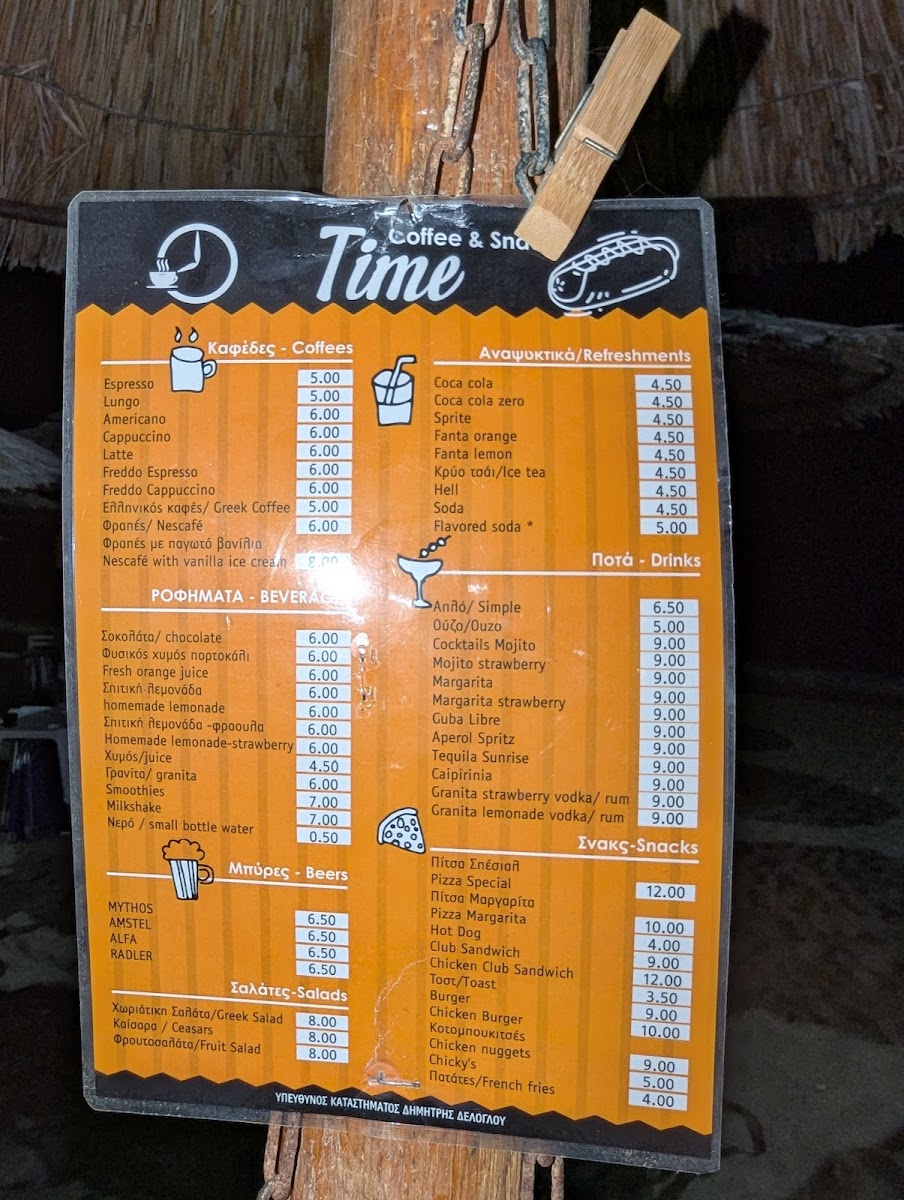 Coffee & Sna
Time
Καφέδες - Coffees
Espresso 5.00
Lungo 5.00
Americano 6.00
Cappuccino 6.00
Latte 6.00
Freddo Espresso 6.00
Freddo Cappuccino 6.00
Ελληνικός καφές/ Greek Coffee 5.00
Φραπές/ Nescafé 6.00
Φραπές με παγωτό βανίλια
Nescafé with vanilla ice cream 8.00
ΡΟΦΗΜΑΤΑ - BEVERAG
Σοκολάτα/ chocolate 6.00
Φυσικός χυμός πορτοκάλι 6.00
Fresh orange juice 6.00
Σπιτική λεμονάδα 6.00
homemade lemonade 6.00
Σπιτική λεμονάδα -φραουλα 6.00
Homemade lemonade-strawberry 6.00
Χυμός/juice 4.50
Γρανίτα/ granita 6.00
Smoothies 7.00
Milkshake 7.00
Νερό / small bottle water 0.50
Μπύρες - Beers
MYTHOS 6.50
AMSTEL 6.50
ALFA 6.50
RADLER 6.50
Σαλάτες-Salads
Χωριάτικη Σαλάτα/Greek Salad 8.00
Καίσαρα / Ceasars 8.00
Φρουτοσαλάτα/Fruit Salad 8.00
Αναψυκτικά/Refreshments
Coca cola 4.50
Coca cola zero 4.50
Sprite 4.50
Fanta orange 4.50
Fanta lemon 4.50
Κρύο τσάι/Ice tea 4.50
Hell 4.50
Soda 4.50
Flavored soda * 5.00
Ποτά - Drinks
Απλό/ Simple 6.50
Ούζο/Ouzo 5.00
Cocktails Mojito 9.00
Mojito strawberry 9.00
Margarita 9.00
Margarita strawberry 9.00
Guba Libre 9.00
Aperol Spritz 9.00
Tequila Sunrise 9.00
Caipirinia 9.00
Granita strawberry vodka/ rum 9.00
Granita lemonade vodka/ rum 9.00
Σνακς-Snacks
Πίτσα Σπέσιαλ
Pizza Special 12.00
Πίτσα Μαργαρίτα
Pizza Margarita 10.00
Hot Dog 4.00
Club Sandwich 9.00
Chicken Club Sandwich 12.00
Τοστ/Toast 3.50
Burger 9.00
Chicken Burger 10.00
Κοτομπουκιτσές
Chicken nuggets 9.00
Chicky's 5.00
Πατάτες/French fries 4.00
ΥΠΕΥΘΥΝΟΣ ΚΑΤΑΣΤΗΜΑΤΟΣ ΔΗΜΗΤΡΗΣ ΔΕΛΟΓΛΟΥ